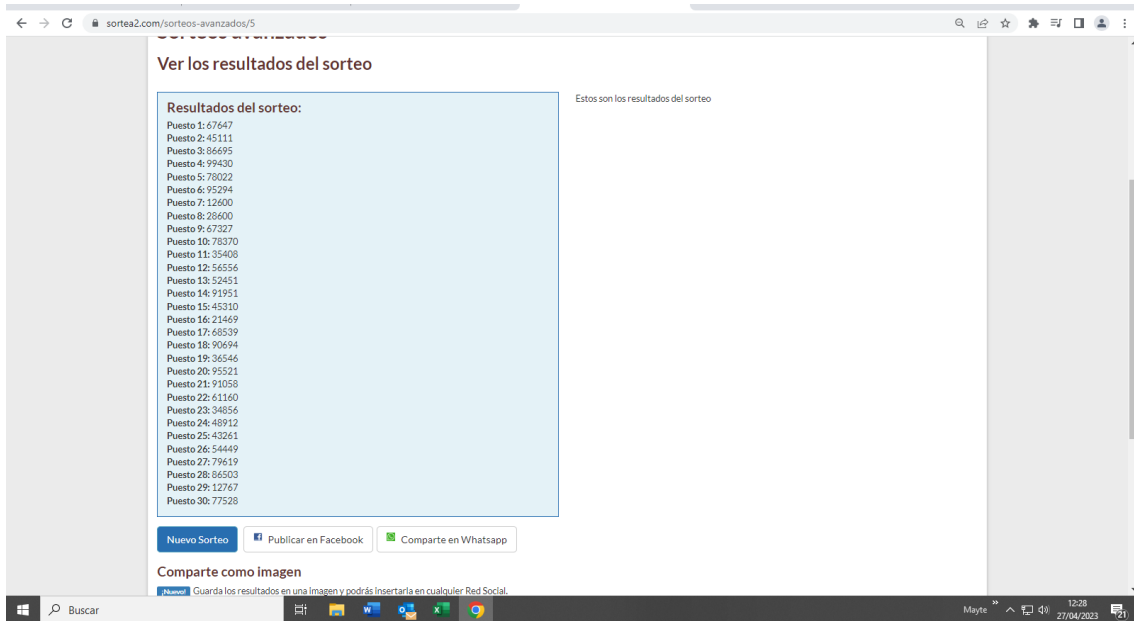 sortea2.com/sorteos-avanzados/5
Sorteos avanzados
Ver los resultados del sorteo
Resultados del sorteo:
Puesto 1: 67647
Puesto 2: 45111
Puesto 3: 86695
Puesto 4: 99430
Puesto 5: 78022
Puesto 6: 95294
Puesto 7: 12600
Puesto 8: 28600
Puesto 9: 67327
Puesto 10: 78370
Puesto 11: 35408
Puesto 12: 56556
Puesto 13: 52451
Puesto 14: 91951
Puesto 15: 45310
Puesto 16: 21469
Puesto 17: 68539
Puesto 18: 90694
Puesto 19: 36546
Puesto 20: 95521
Puesto 21: 91058
Puesto 22: 61160
Puesto 23: 34856
Puesto 24: 48912
Puesto 25: 43261
Puesto 26: 54449
Puesto 27: 79619
Puesto 28: 86503
Puesto 29: 12767
Puesto 30: 77528
Estos son los resultados del sorteo
Nuevo Sorteo
Publicar en Facebook
Comparte en Whatsapp
Comparte como imagen
¡Nuevo! Guarda los resultados en una imagen y podrás insertarla en cualquier Red Social.
Buscar
Mayte
12:28
27/04/2023
21